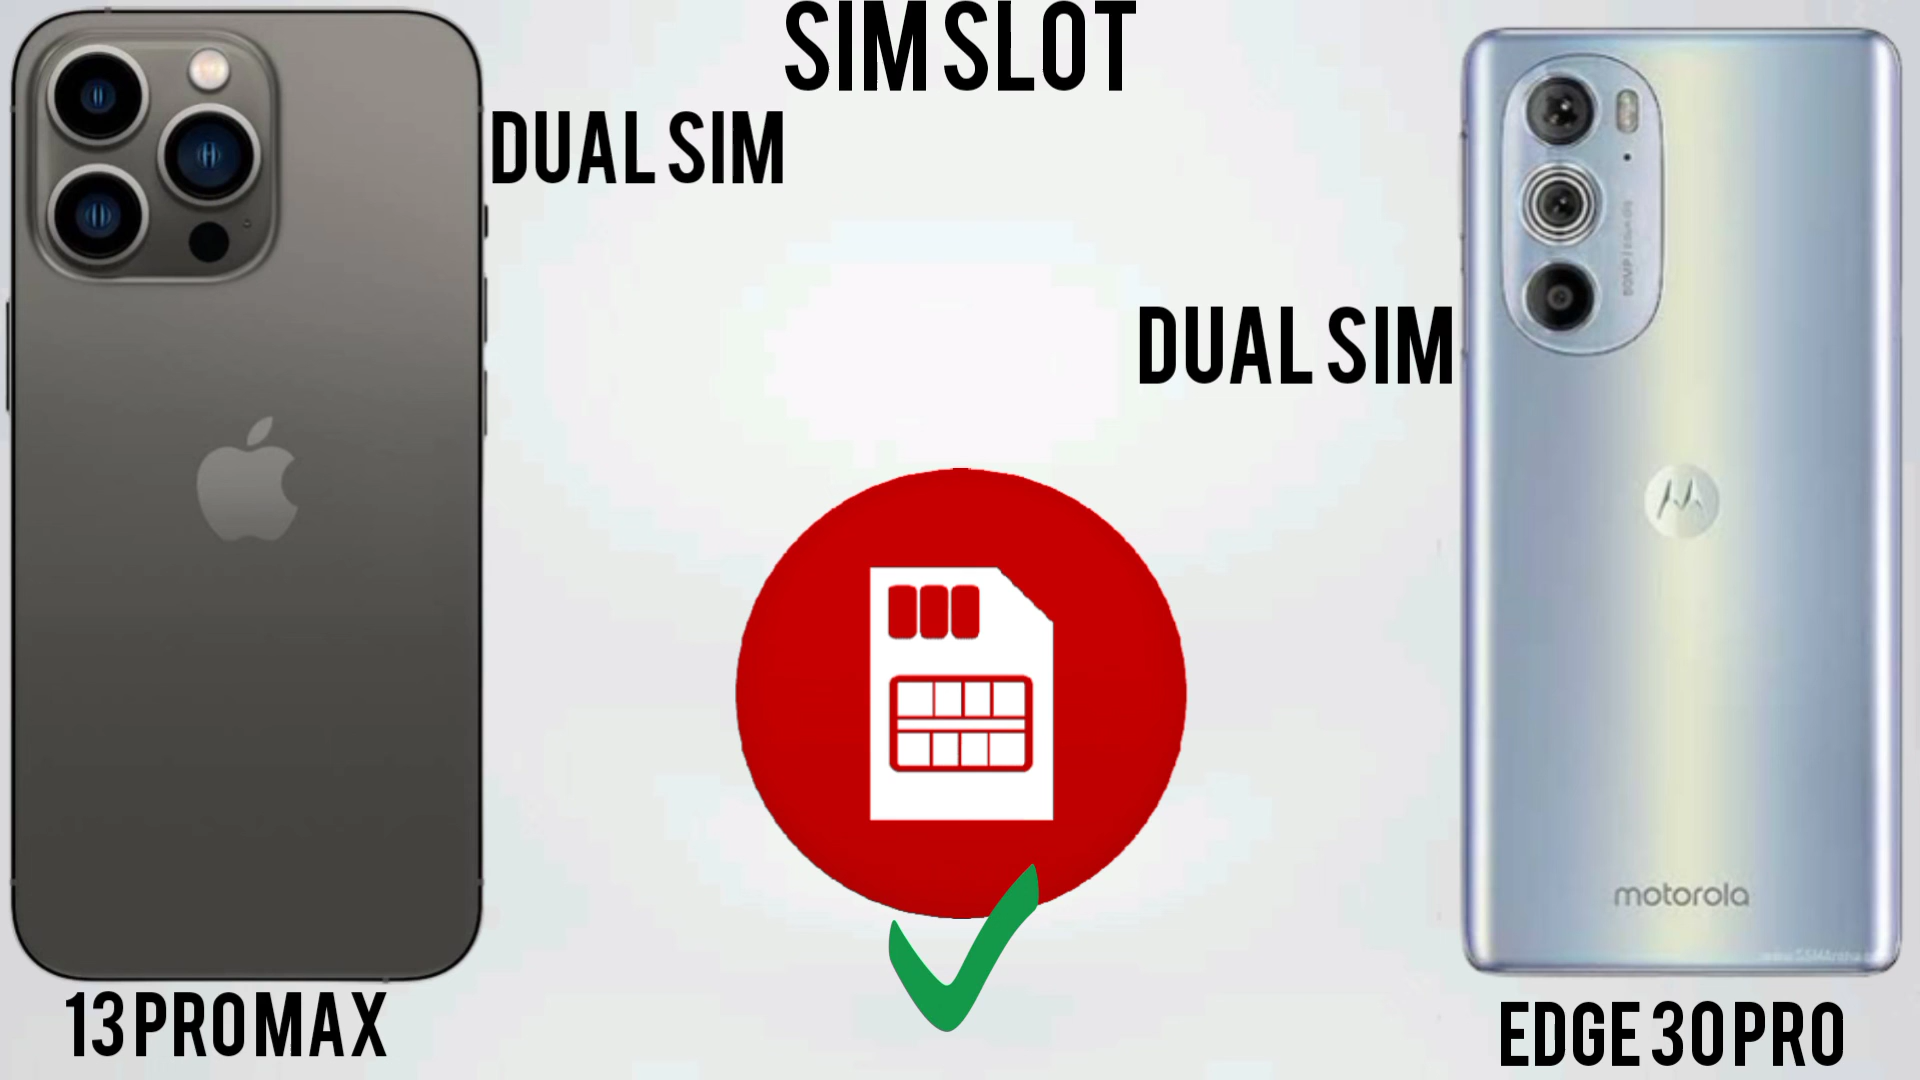 SIM SLOT
DUAL SIM
DUAL SIM
motorola
13 PRO MAX
EDGE 30 PRO